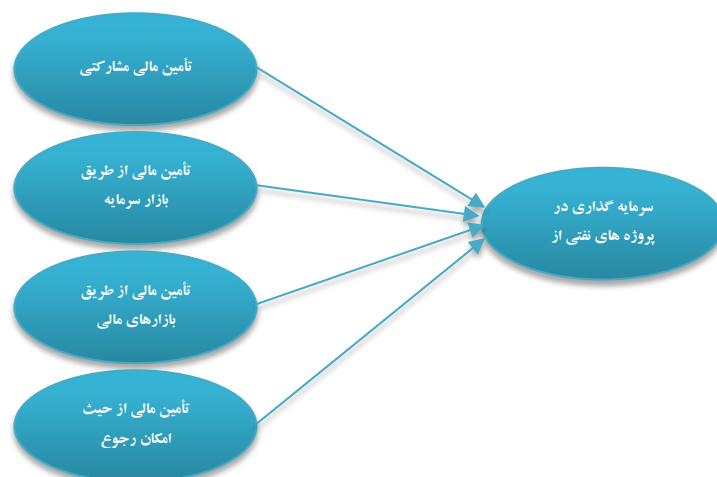 تأمین مالی مشارکتی
تأمین مالی از طریق
بازار سرمایه
تأمین مالی از طریق
بازارهای مالی
تأمین مالی از حیث
امکان رجوع
سرمایه گذاری در
پروژه های نفتی از